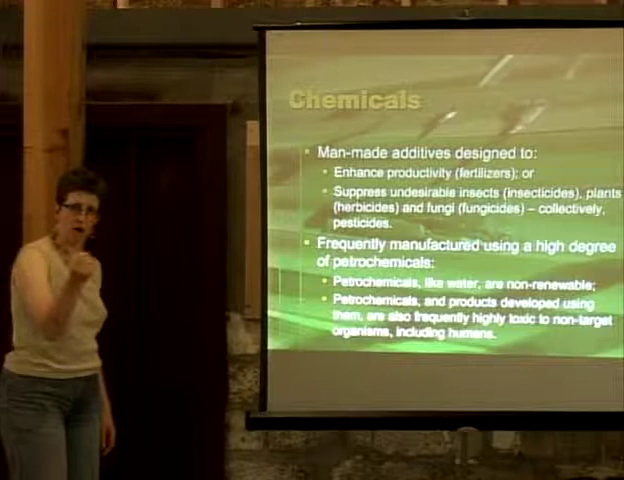 Chemicals
Man-made additives designed to:
Enhance productivity (fertilizers); or
Suppress undesirable insects (insecticides), plants
(herbicides) and fungi (fungicides) – collectively,
pesticides.
Frequently manufactured using a high degree
of petrochemicals:
Petrochemicals, like water, are non-renewable;
Petrochemicals, and products developed using
them, are also frequently highly toxic to non-target
organisms, including humans.